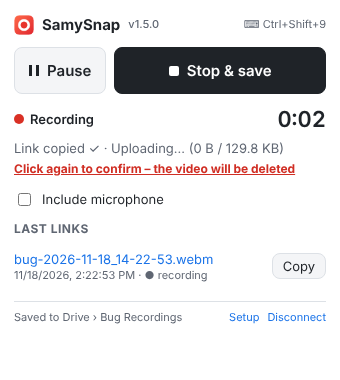 SamySnap v1.5.0 ⌨ Ctrl+Shift+9
Pause Stop & save
Recording 0:02
Link copied ✓ · Uploading... (0 B / 129.8 KB)
Click again to confirm – the video will be deleted
Include microphone
LAST LINKS
bug-2026-11-18_14-22-53.webm
11/18/2026, 2:22:53 PM · ● recording
Copy
Saved to Drive › Bug Recordings Setup Disconnect